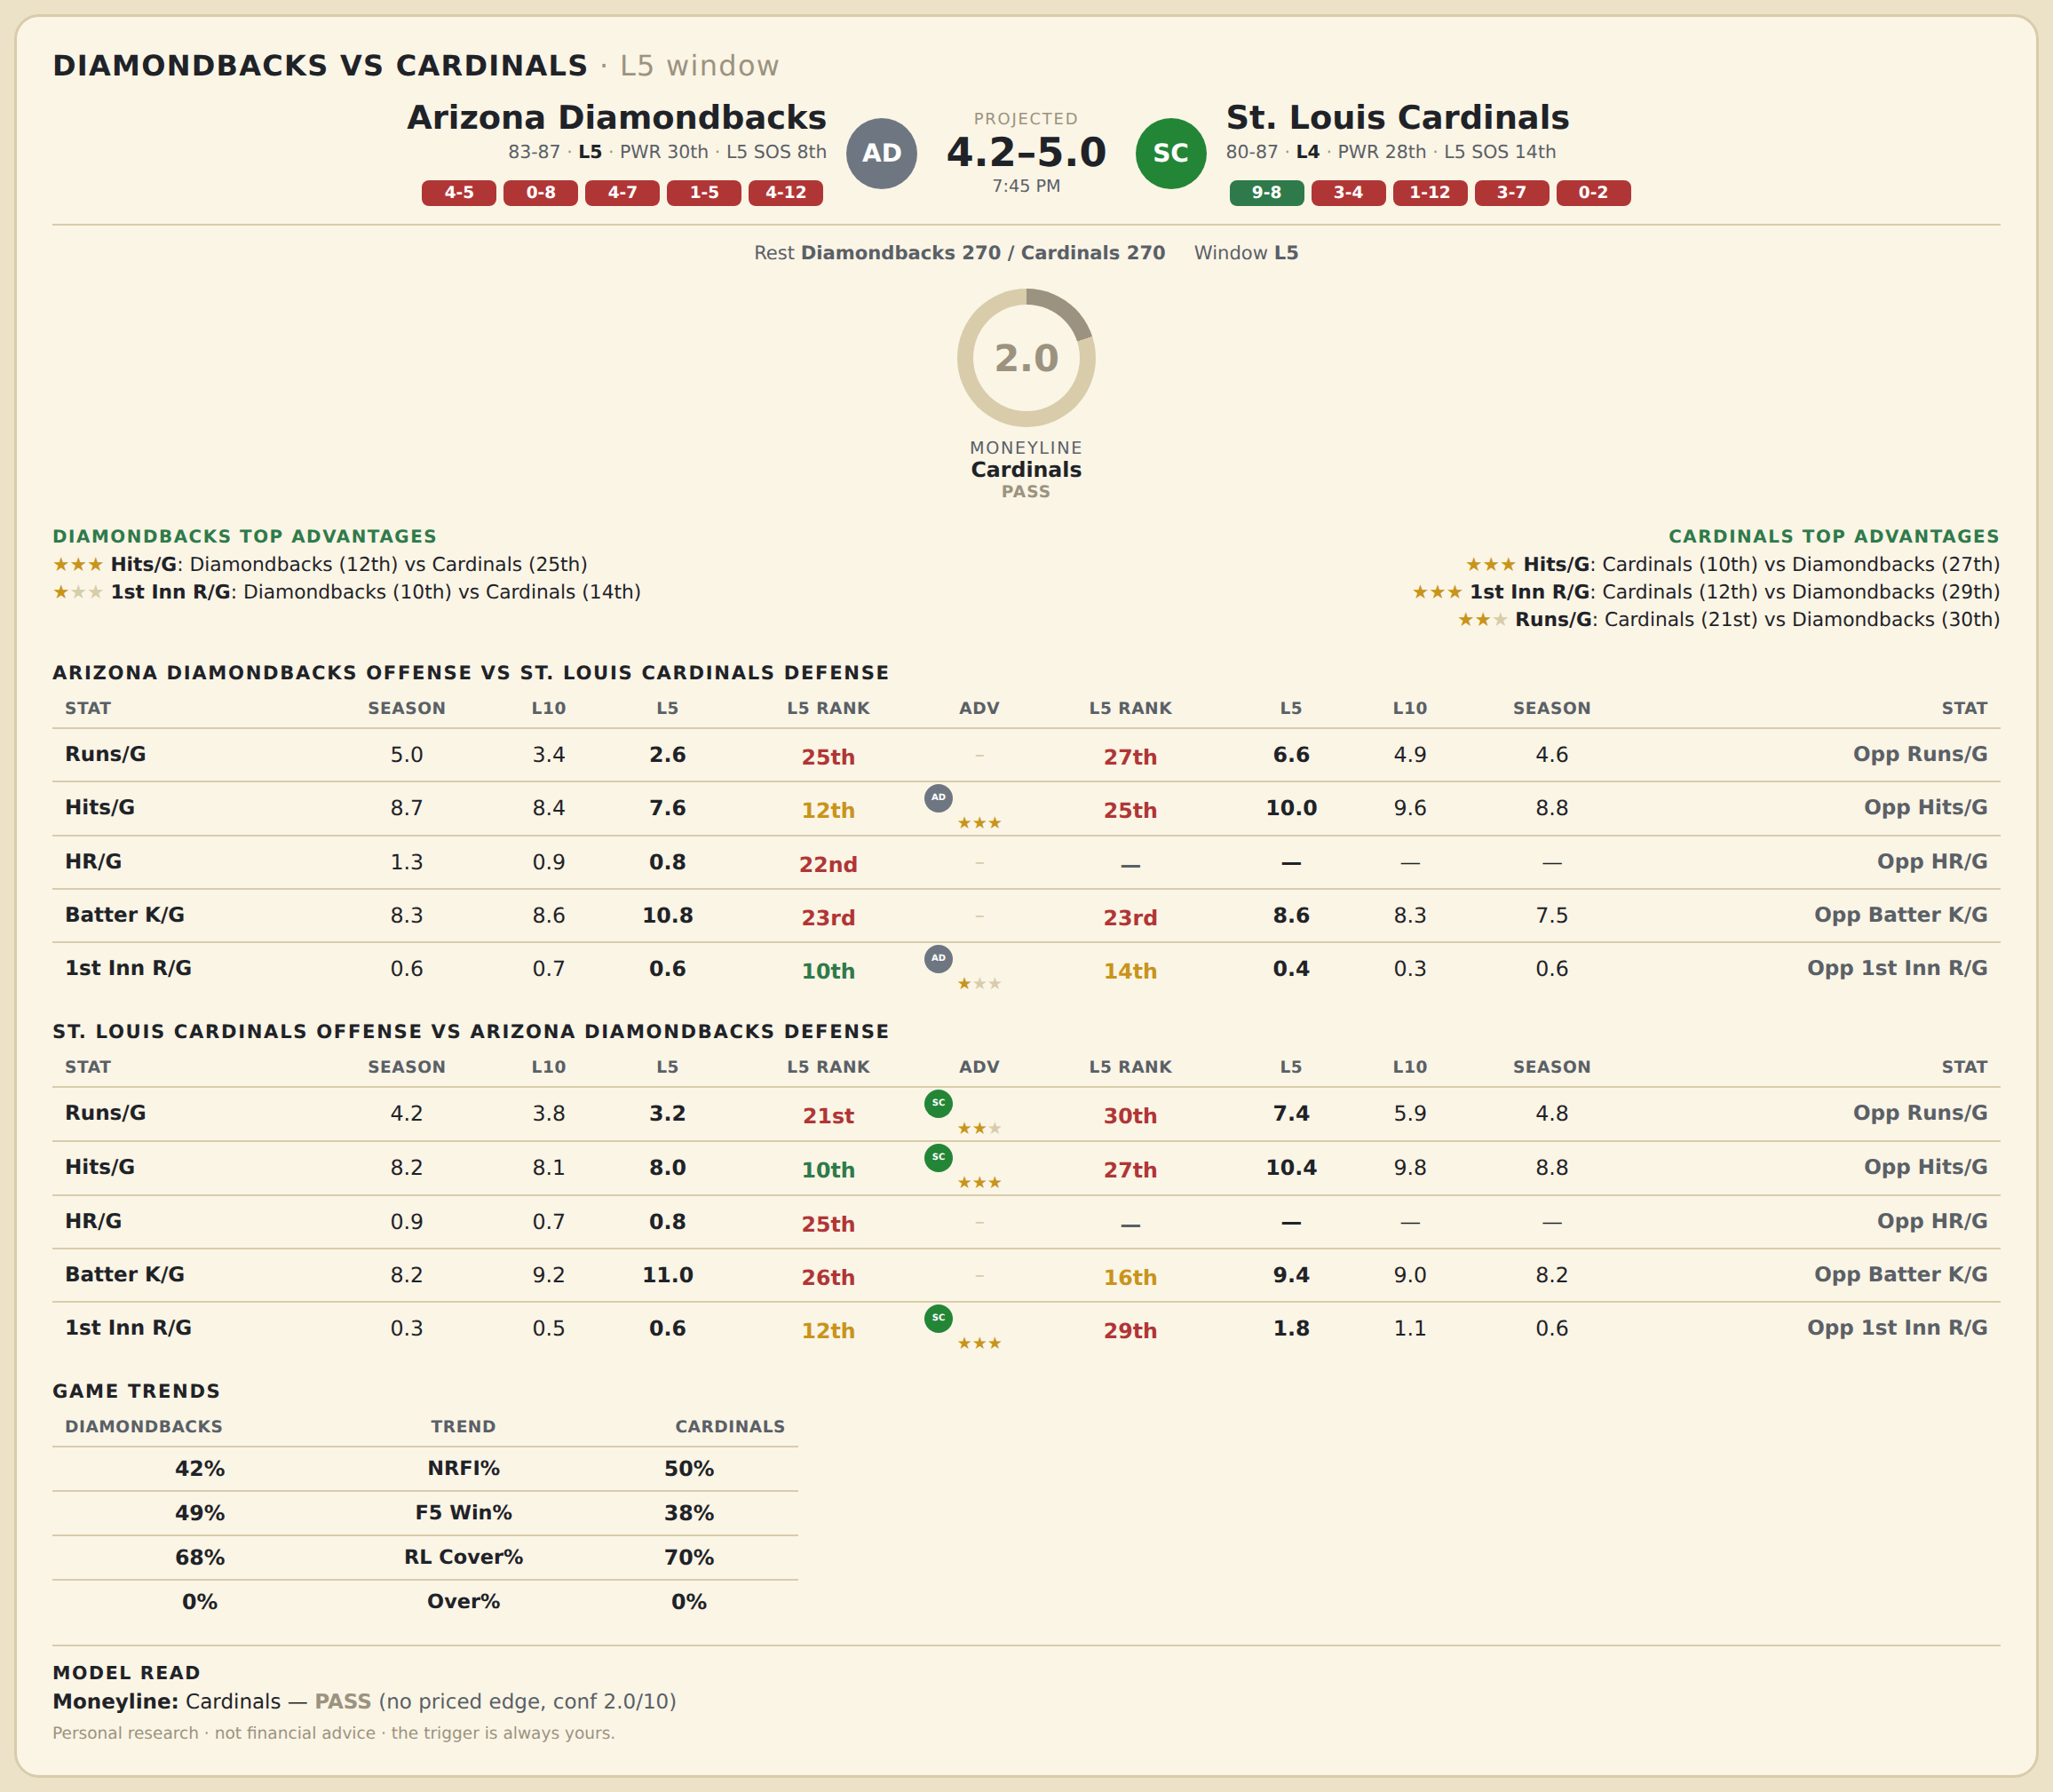 DIAMONDBACKS VS CARDINALS · L5 window
Arizona Diamondbacks
83-87 · L5 · PWR 30th · L5 SOS 8th
4-5 0-8 4-7 1-5 4-12
AD
PROJECTED
4.2–5.0
7:45 PM
SC
St. Louis Cardinals
80-87 · L4 · PWR 28th · L5 SOS 14th
9-8 3-4 1-12 3-7 0-2
Rest Diamondbacks 270 / Cardinals 270 Window L5
2.0
MONEYLINE
Cardinals
PASS
DIAMONDBACKS TOP ADVANTAGES
★★★ Hits/G: Diamondbacks (12th) vs Cardinals (25th)
★★★ 1st Inn R/G: Diamondbacks (10th) vs Cardinals (14th)
CARDINALS TOP ADVANTAGES
★★★ Hits/G: Cardinals (10th) vs Diamondbacks (27th)
★★★ 1st Inn R/G: Cardinals (12th) vs Diamondbacks (29th)
★★★ Runs/G: Cardinals (21st) vs Diamondbacks (30th)
ARIZONA DIAMONDBACKS OFFENSE VS ST. LOUIS CARDINALS DEFENSE
STAT SEASON L10 L5 L5 RANK ADV L5 RANK L5 L10 SEASON STAT
Runs/G 5.0 3.4 2.6 25th – 27th 6.6 4.9 4.6 Opp Runs/G
Hits/G 8.7 8.4 7.6 12th AD ★★★ 25th 10.0 9.6 8.8 Opp Hits/G
HR/G 1.3 0.9 0.8 22nd – — — — — Opp HR/G
Batter K/G 8.3 8.6 10.8 23rd – 23rd 8.6 8.3 7.5 Opp Batter K/G
1st Inn R/G 0.6 0.7 0.6 10th AD ★★★ 14th 0.4 0.3 0.6 Opp 1st Inn R/G
ST. LOUIS CARDINALS OFFENSE VS ARIZONA DIAMONDBACKS DEFENSE
STAT SEASON L10 L5 L5 RANK ADV L5 RANK L5 L10 SEASON STAT
Runs/G 4.2 3.8 3.2 21st SC ★★★ 30th 7.4 5.9 4.8 Opp Runs/G
Hits/G 8.2 8.1 8.0 10th SC ★★★ 27th 10.4 9.8 8.8 Opp Hits/G
HR/G 0.9 0.7 0.8 25th – — — — — Opp HR/G
Batter K/G 8.2 9.2 11.0 26th – 16th 9.4 9.0 8.2 Opp Batter K/G
1st Inn R/G 0.3 0.5 0.6 12th SC ★★★ 29th 1.8 1.1 0.6 Opp 1st Inn R/G
GAME TRENDS
DIAMONDBACKS TREND CARDINALS
42% NRFI% 50%
49% F5 Win% 38%
68% RL Cover% 70%
0% Over% 0%
MODEL READ
Moneyline: Cardinals — PASS (no priced edge, conf 2.0/10)
Personal research · not financial advice · the trigger is always yours.